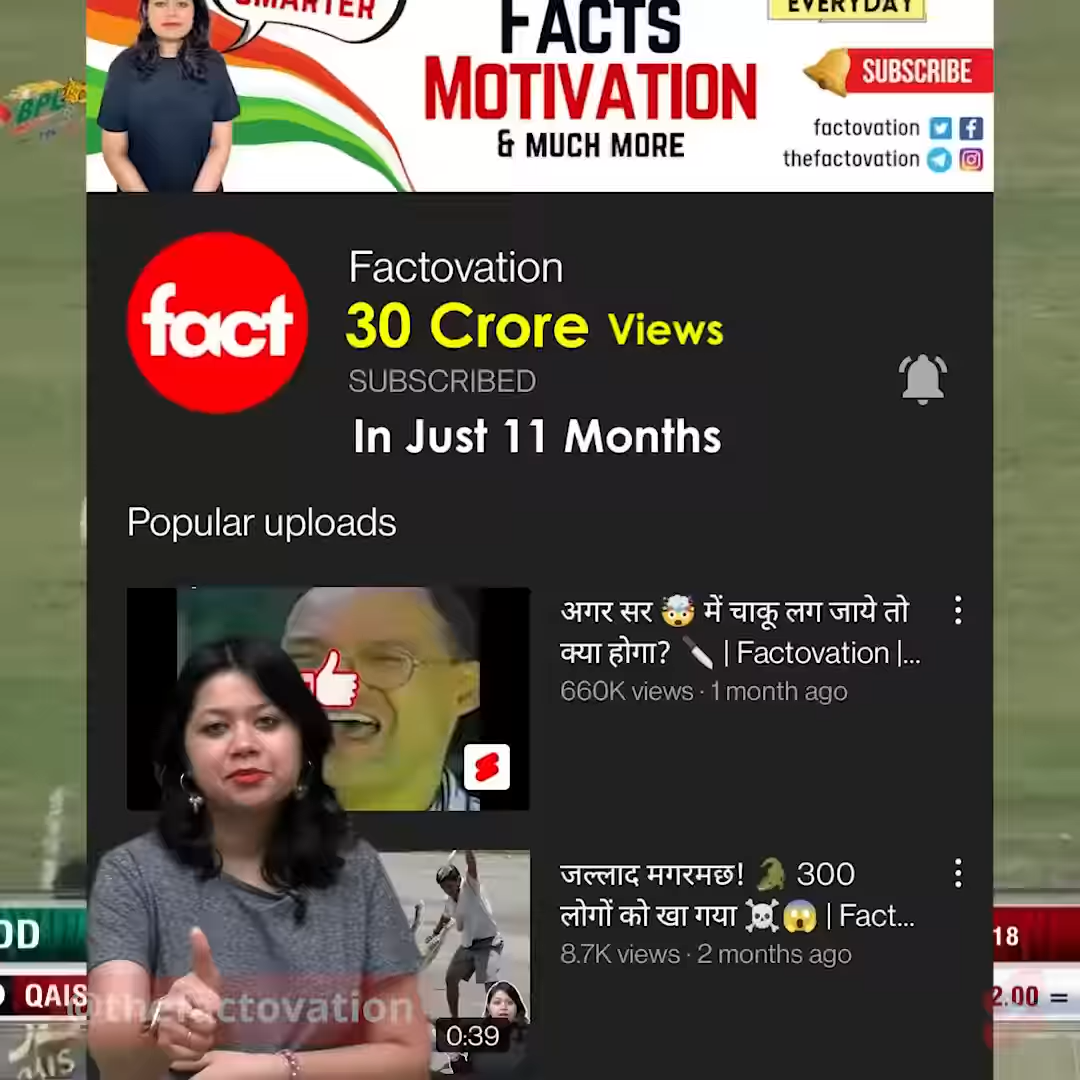 SMARTER
FACTS
MOTIVATION
& MUCH MORE
EVERYDAY
SUBSCRIBE
factovation
thefactovation
BPL
fact
Factovation
30 Crore Views
SUBSCRIBED
In Just 11 Months
Popular uploads
अगर सर 🤯 में चाकू लग जाये तो
क्या होगा? 🔪 | Factovation |...
660K views · 1 month ago
जल्लाद मगरमछ! 🐊 300
लोगों को खा गया ☠️😱 | Fact...
8.7K views · 2 months ago
0:39
OD
18
QAIS
2.00 =
@thefactovation